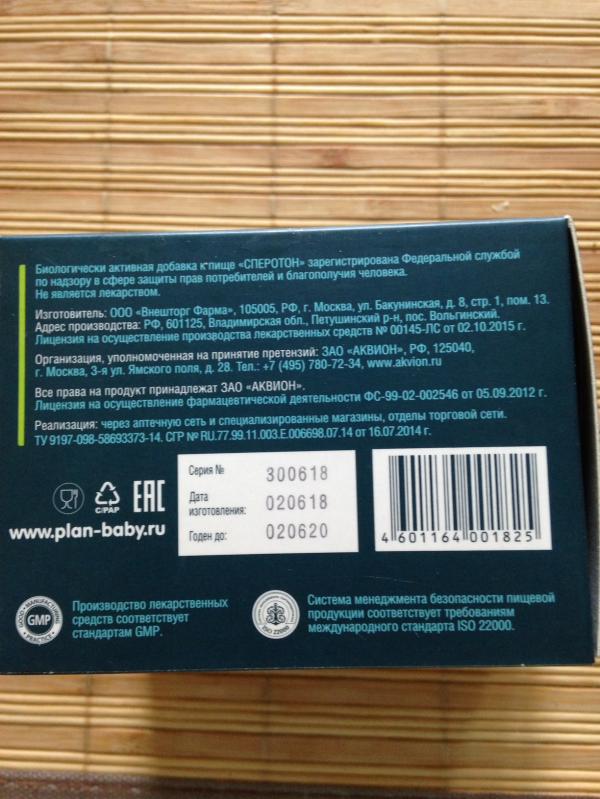 Биологически активная добавка к пище «СПЕРОТОН» зарегистрирована Федеральной службой
по надзору в сфере защиты прав потребителей и благополучия человека.
Не является лекарством.
Изготовитель: ООО «Внешторг Фарма», 105005, РФ, г. Москва, ул. Бакунинская, д. 8, стр. 1, пом. 13.
Адрес производства: РФ, 601125, Владимирская обл., Петушинский р-н, пос. Вольгинский.
Лицензия на осуществление производства лекарственных средств № 00145-ЛС от 02.10.2015 г.
Организация, уполномоченная на принятие претензий: ЗАО «АКВИОН», РФ, 125040,
г. Москва, 3-я ул. Ямского поля, д. 28. Тел.: +7 (495) 780-72-34, www.akvion.ru
Все права на продукт принадлежат ЗАО «АКВИОН».
Лицензия на осуществление фармацевтической деятельности ФС-99-02-002546 от 05.09.2012 г.
Реализация: через аптечную сеть и специализированные магазины, отделы торговой сети.
ТУ 9197-098-58693373-14. СГР № RU.77.99.11.003.Е.006698.07.14 от 16.07.2014 г.
C/PAP
EAC
www.plan-baby.ru
Серия № 300618
Дата
изготовления: 020618
Годен до: 020620
4 601164 001825
GOOD MANUFACTURING PRACTICE
GMP
Производство лекарственных
средств соответствует
стандартам GMP.
ISO 22000
Система менеджмента безопасности пищевой
продукции соответствует требованиям
международного стандарта ISO 22000.